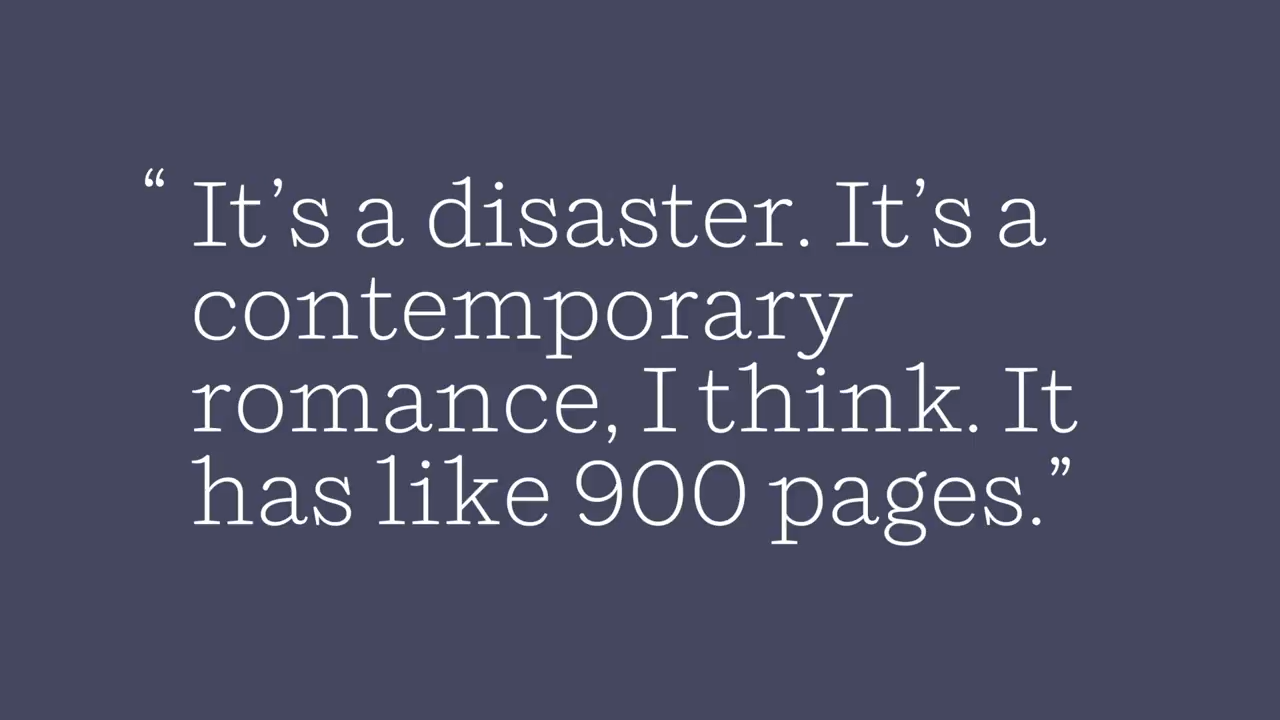 “ It’s a disaster. It’s a
contemporary
romance, I think. It
has like 900 pages.”